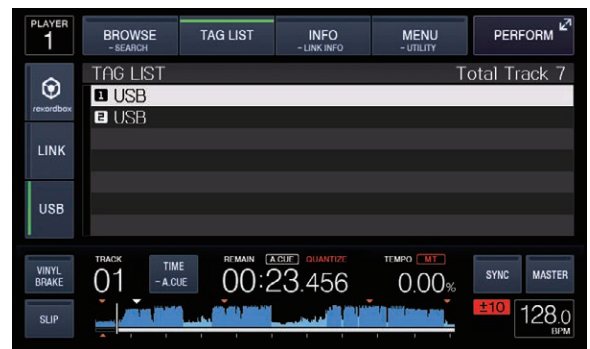 PLAYER
1
BROWSE
- SEARCH
TAG LIST
INFO
- LINK INFO
MENU
- UTILITY
PERFORM
rekordbox
LINK
USB
TAG LIST
Total Track 7
1 USB
2 USB
VINYL
BRAKE
SLIP
TRACK
01
TIME
- A.CUE
REMAIN A.CUE QUANTIZE
00:23.456
TEMPO MT
0.00%
SYNC
MASTER
±10
128.0
BPM